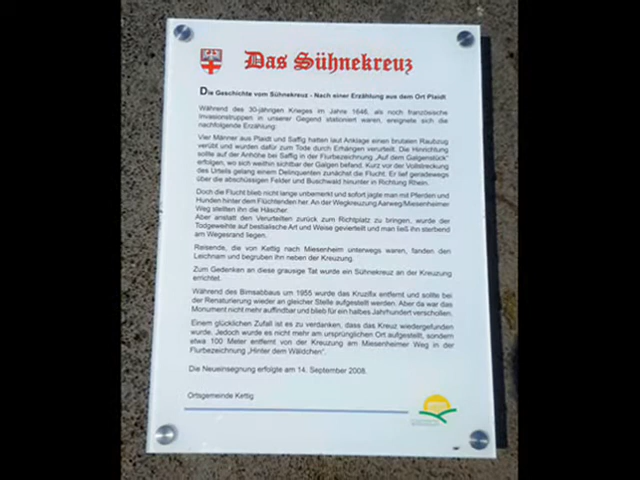 Das Sühnekreuz
Die Geschichte vom Sühnekreuz - Nach einer Erzählung aus dem Ort Plaidt
Während des 30-jährigen Krieges im Jahre 1646, als noch französische
Invasionstruppen in unserer Gegend stationiert waren, ereignete sich die
nachfolgende Erzählung:
Vier Männer aus Plaidt und Saffig hatten laut Anklage einen brutalen Raubzug
verübt und wurden dafür zum Tode durch Erhängen verurteilt. Die Hinrichtung
sollte auf der Anhöhe bei Saffig in der Flurbezeichnung „Auf dem Galgenstück“
erfolgen, wo sich weithin sichtbar der Galgen befand. Kurz vor der Vollstreckung
des Urteils gelang einem Delinquenten zunächst die Flucht. Er lief geradewegs
über die abschüssigen Felder und Buschwald hinunter in Richtung Rhein.
Doch die Flucht blieb nicht lange unbemerkt und sofort jagte man mit Pferden und
Hunden hinter dem Flüchtenden her. An der Wegkreuzung Aarweg/Miesenheimer
Weg stellten ihn die Häscher.
Aber anstatt den Verurteilten zurück zum Richtplatz zu bringen, wurde der
Todgeweihte auf bestialische Art und Weise gevierteilt und man ließ ihn sterbend
am Wegesrand liegen.
Reisende, die von Kettig nach Miesenheim unterwegs waren, fanden den
Leichnam und begruben ihn neben der Kreuzung.
Zum Gedenken an diese grausige Tat wurde ein Sühnekreuz an der Kreuzung
errichtet.
Während des Bimsabbaus um 1955 wurde das Kruzifix entfernt und sollte bei
der Renaturierung wieder an gleicher Stelle aufgestellt werden. Aber da war das
Monument nicht mehr auffindbar und blieb für ein halbes Jahrhundert verschollen.
Einem glücklichen Zufall ist es zu verdanken, dass das Kreuz wiedergefunden
wurde. Jedoch wurde es nicht mehr am ursprünglichen Ort aufgestellt, sondern
etwa 100 Meter entfernt von der Kreuzung am Miesenheimer Weg in der
Flurbezeichnung „Hinter dem Wäldchen“.
Die Neueinsegnung erfolgte am 14. September 2008.
Ortsgemeinde Kettig